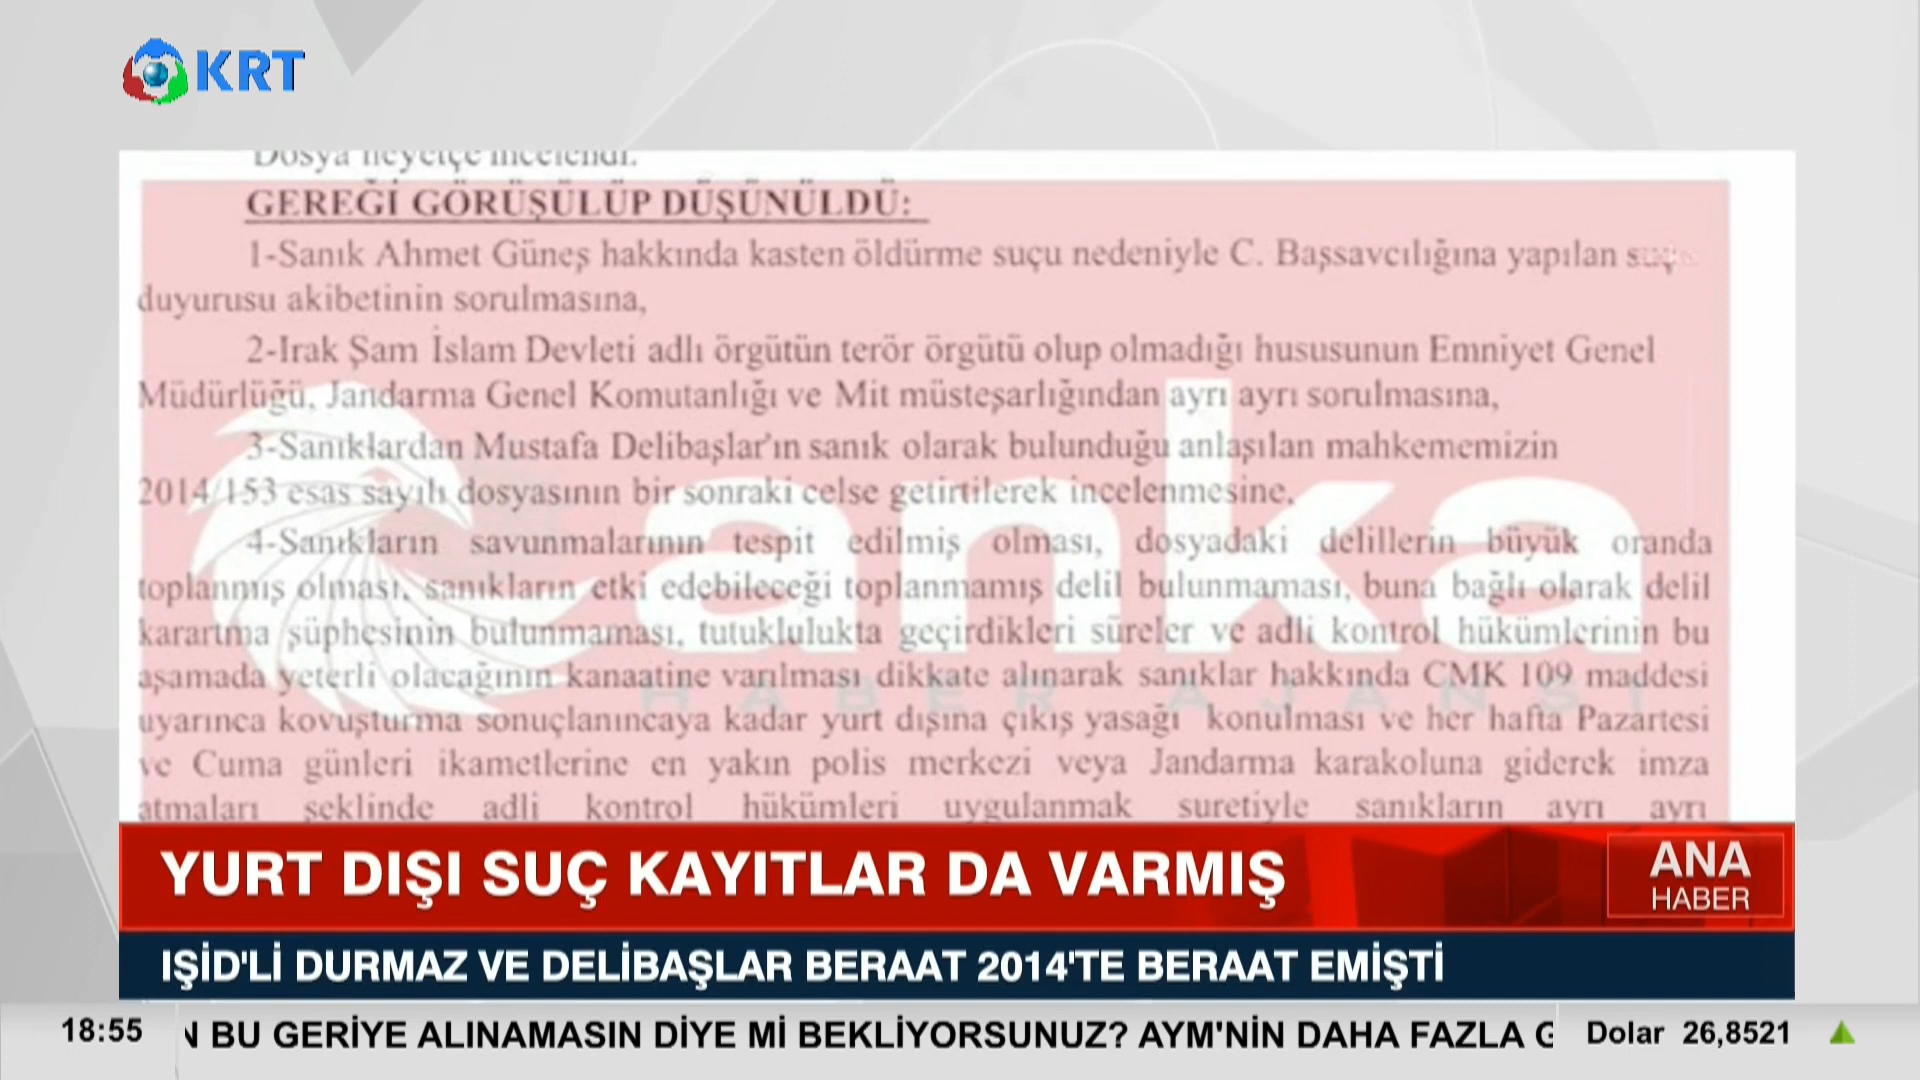 KRT
Dosya heyetçe incelendi.
GEREĞİ GÖRÜŞÜLÜP DÜŞÜNÜLDÜ:
1-Sanık Ahmet Güneş hakkında kasten öldürme suçu nedeniyle C. Başsavcılığına yapılan suç
duyurusu akibetinin sorulmasına,
2-Irak Şam İslam Devleti adlı örgütün terör örgütü olup olmadığı hususunun Emniyet Genel
Müdürlüğü, Jandarma Genel Komutanlığı ve Mit müsteşarlığından ayrı ayrı sorulmasına,
3-Sanıklardan Mustafa Delibaşlar'ın sanık olarak bulunduğu anlaşılan mahkememizin
2014/153 esas sayılı dosyasının bir sonraki celse getirtilerek incelenmesine,
4-Sanıkların savunmalarının tespit edilmiş olması, dosyadaki delillerin büyük oranda
toplanmış olması, sanıkların etki edebileceği toplanmamış delil bulunmaması, buna bağlı olarak delil
karartma şüphesinin bulunmaması, tutuklulukta geçirdikleri süreler ve adli kontrol hükümlerinin bu
aşamada yeterli olacağının kanaatine varılması dikkate alınarak sanıklar hakkında CMK 109 maddesi
uyarınca kovuşturma sonuçlanıncaya kadar yurt dışına çıkış yasağı konulması ve her hafta Pazartesi
ve Cuma günleri ikametlerine en yakın polis merkezi veya Jandarma karakoluna giderek imza
atmaları şeklinde adli kontrol hükümleri uygulanmak suretiyle sanıkların ayrı ayrı
anka
HABER AJANSI
YURT DIŞI SUÇ KAYITLAR DA VARMIŞ
ANA
HABER
IŞİD'Lİ DURMAZ VE DELİBAŞLAR BERAAT 2014'TE BERAAT EMİŞTİ
18:55 N BU GERİYE ALINAMASIN DİYE Mİ BEKLİYORSUNUZ? AYM'NİN DAHA FAZLA G Dolar 26,8521